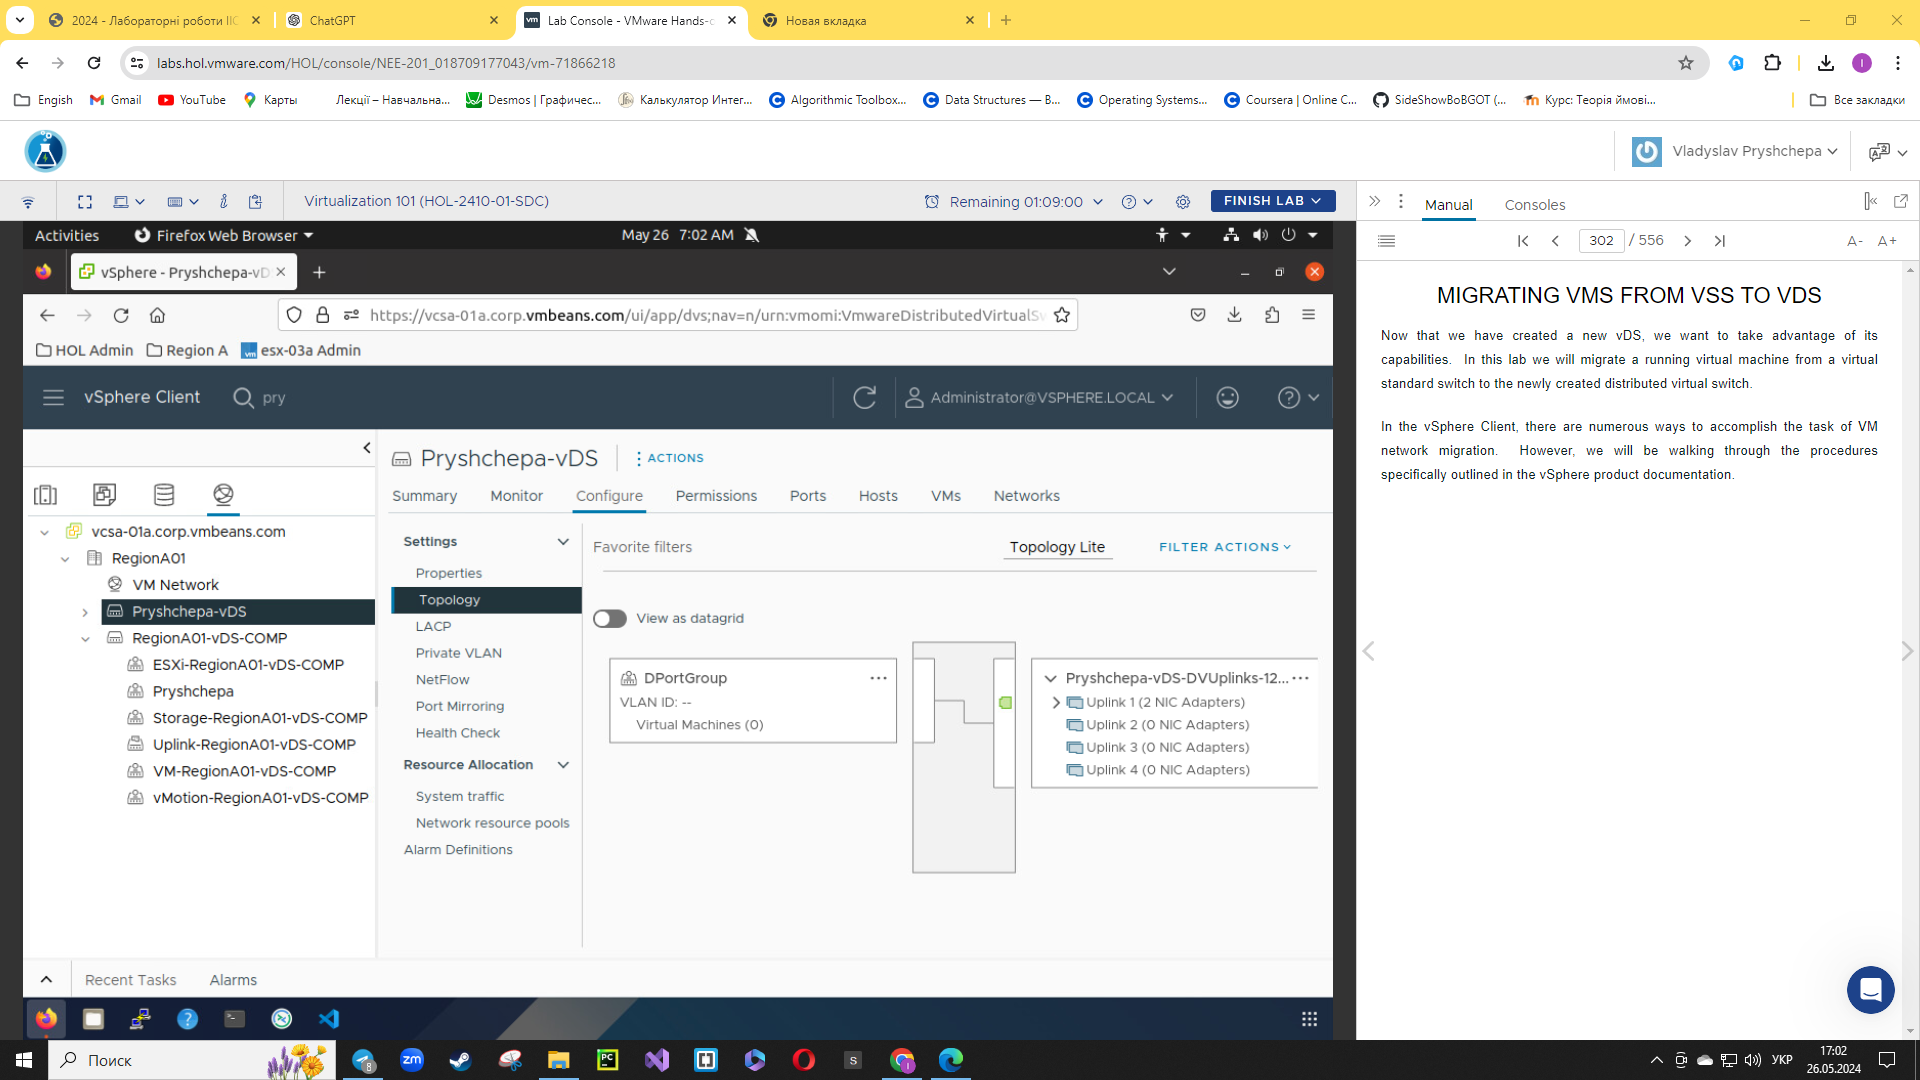 2024 - Лабораторні роботи ІІС
ChatGPT
Lab Console - VMware Hands-o
Новая вкладка
labs.hol.vmware.com/HOL/console/NEE-201_018709177043/vm-71866218
Engish
Gmail
YouTube
Карты
Лекції – Навчальна...
Desmos | Графичес...
Калькулятор Интег...
Algorithmic Toolbox...
Data Structures — В...
Operating Systems...
Coursera | Online C...
SideShowBoBGOT (...
Курс: Теорія ймові...
Все закладки
Vladyslav Pryshchepa
Virtualization 101 (HOL-2410-01-SDC)
Remaining 01:09:00
FINISH LAB
Manual
Consoles
302 / 556
A-
A+
Activities
Firefox Web Browser
May 26 7:02 AM
vSphere - Pryshchepa-vD
https://vcsa-01a.corp.vmbeans.com/ui/app/dvs;nav=n/urn:vmomi:VmwareDistributedVirtualSw
HOL Admin
Region A
esx-03a Admin
vSphere Client
pry
Administrator@VSPHERE.LOCAL
Pryshchepa-vDS
ACTIONS
Summary
Monitor
Configure
Permissions
Ports
Hosts
VMs
Networks
vcsa-01a.corp.vmbeans.com
RegionA01
VM Network
Pryshchepa-vDS
RegionA01-vDS-COMP
ESXi-RegionA01-vDS-COMP
Pryshchepa
Storage-RegionA01-vDS-COMP
Uplink-RegionA01-vDS-COMP
VM-RegionA01-vDS-COMP
vMotion-RegionA01-vDS-COMP
Settings
Properties
Topology
LACP
Private VLAN
NetFlow
Port Mirroring
Health Check
Resource Allocation
System traffic
Network resource pools
Alarm Definitions
Favorite filters
Topology Lite
FILTER ACTIONS
View as datagrid
DPortGroup
VLAN ID: --
Virtual Machines (0)
Pryshchepa-vDS-DVUplinks-12...
Uplink 1 (2 NIC Adapters)
Uplink 2 (0 NIC Adapters)
Uplink 3 (0 NIC Adapters)
Uplink 4 (0 NIC Adapters)
Recent Tasks
Alarms
MIGRATING VMS FROM VSS TO VDS
Now that we have created a new vDS, we want to take advantage of its
capabilities. In this lab we will migrate a running virtual machine from a virtual
standard switch to the newly created distributed virtual switch.
In the vSphere Client, there are numerous ways to accomplish the task of VM
network migration. However, we will be walking through the procedures
specifically outlined in the vSphere product documentation.
Поиск
УКР
17:02
26.05.2024